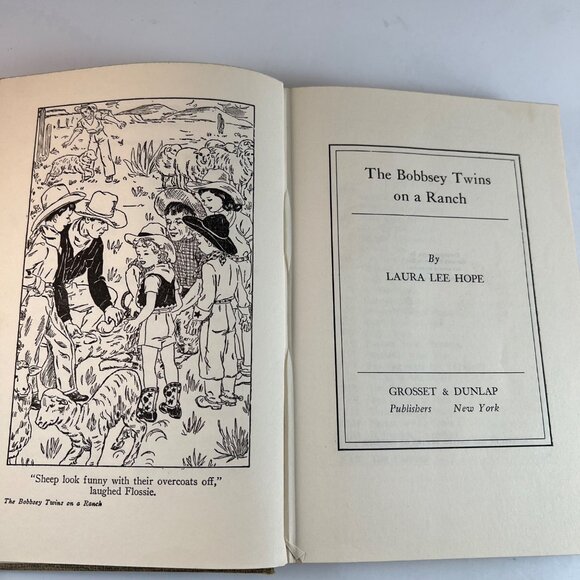 "Sheep look funny with their overcoats off,"
laughed Flossie.
The Bobbsey Twins on a Ranch
The Bobbsey Twins
on a Ranch
By
LAURA LEE HOPE
GROSSET & DUNLAP
Publishers New York